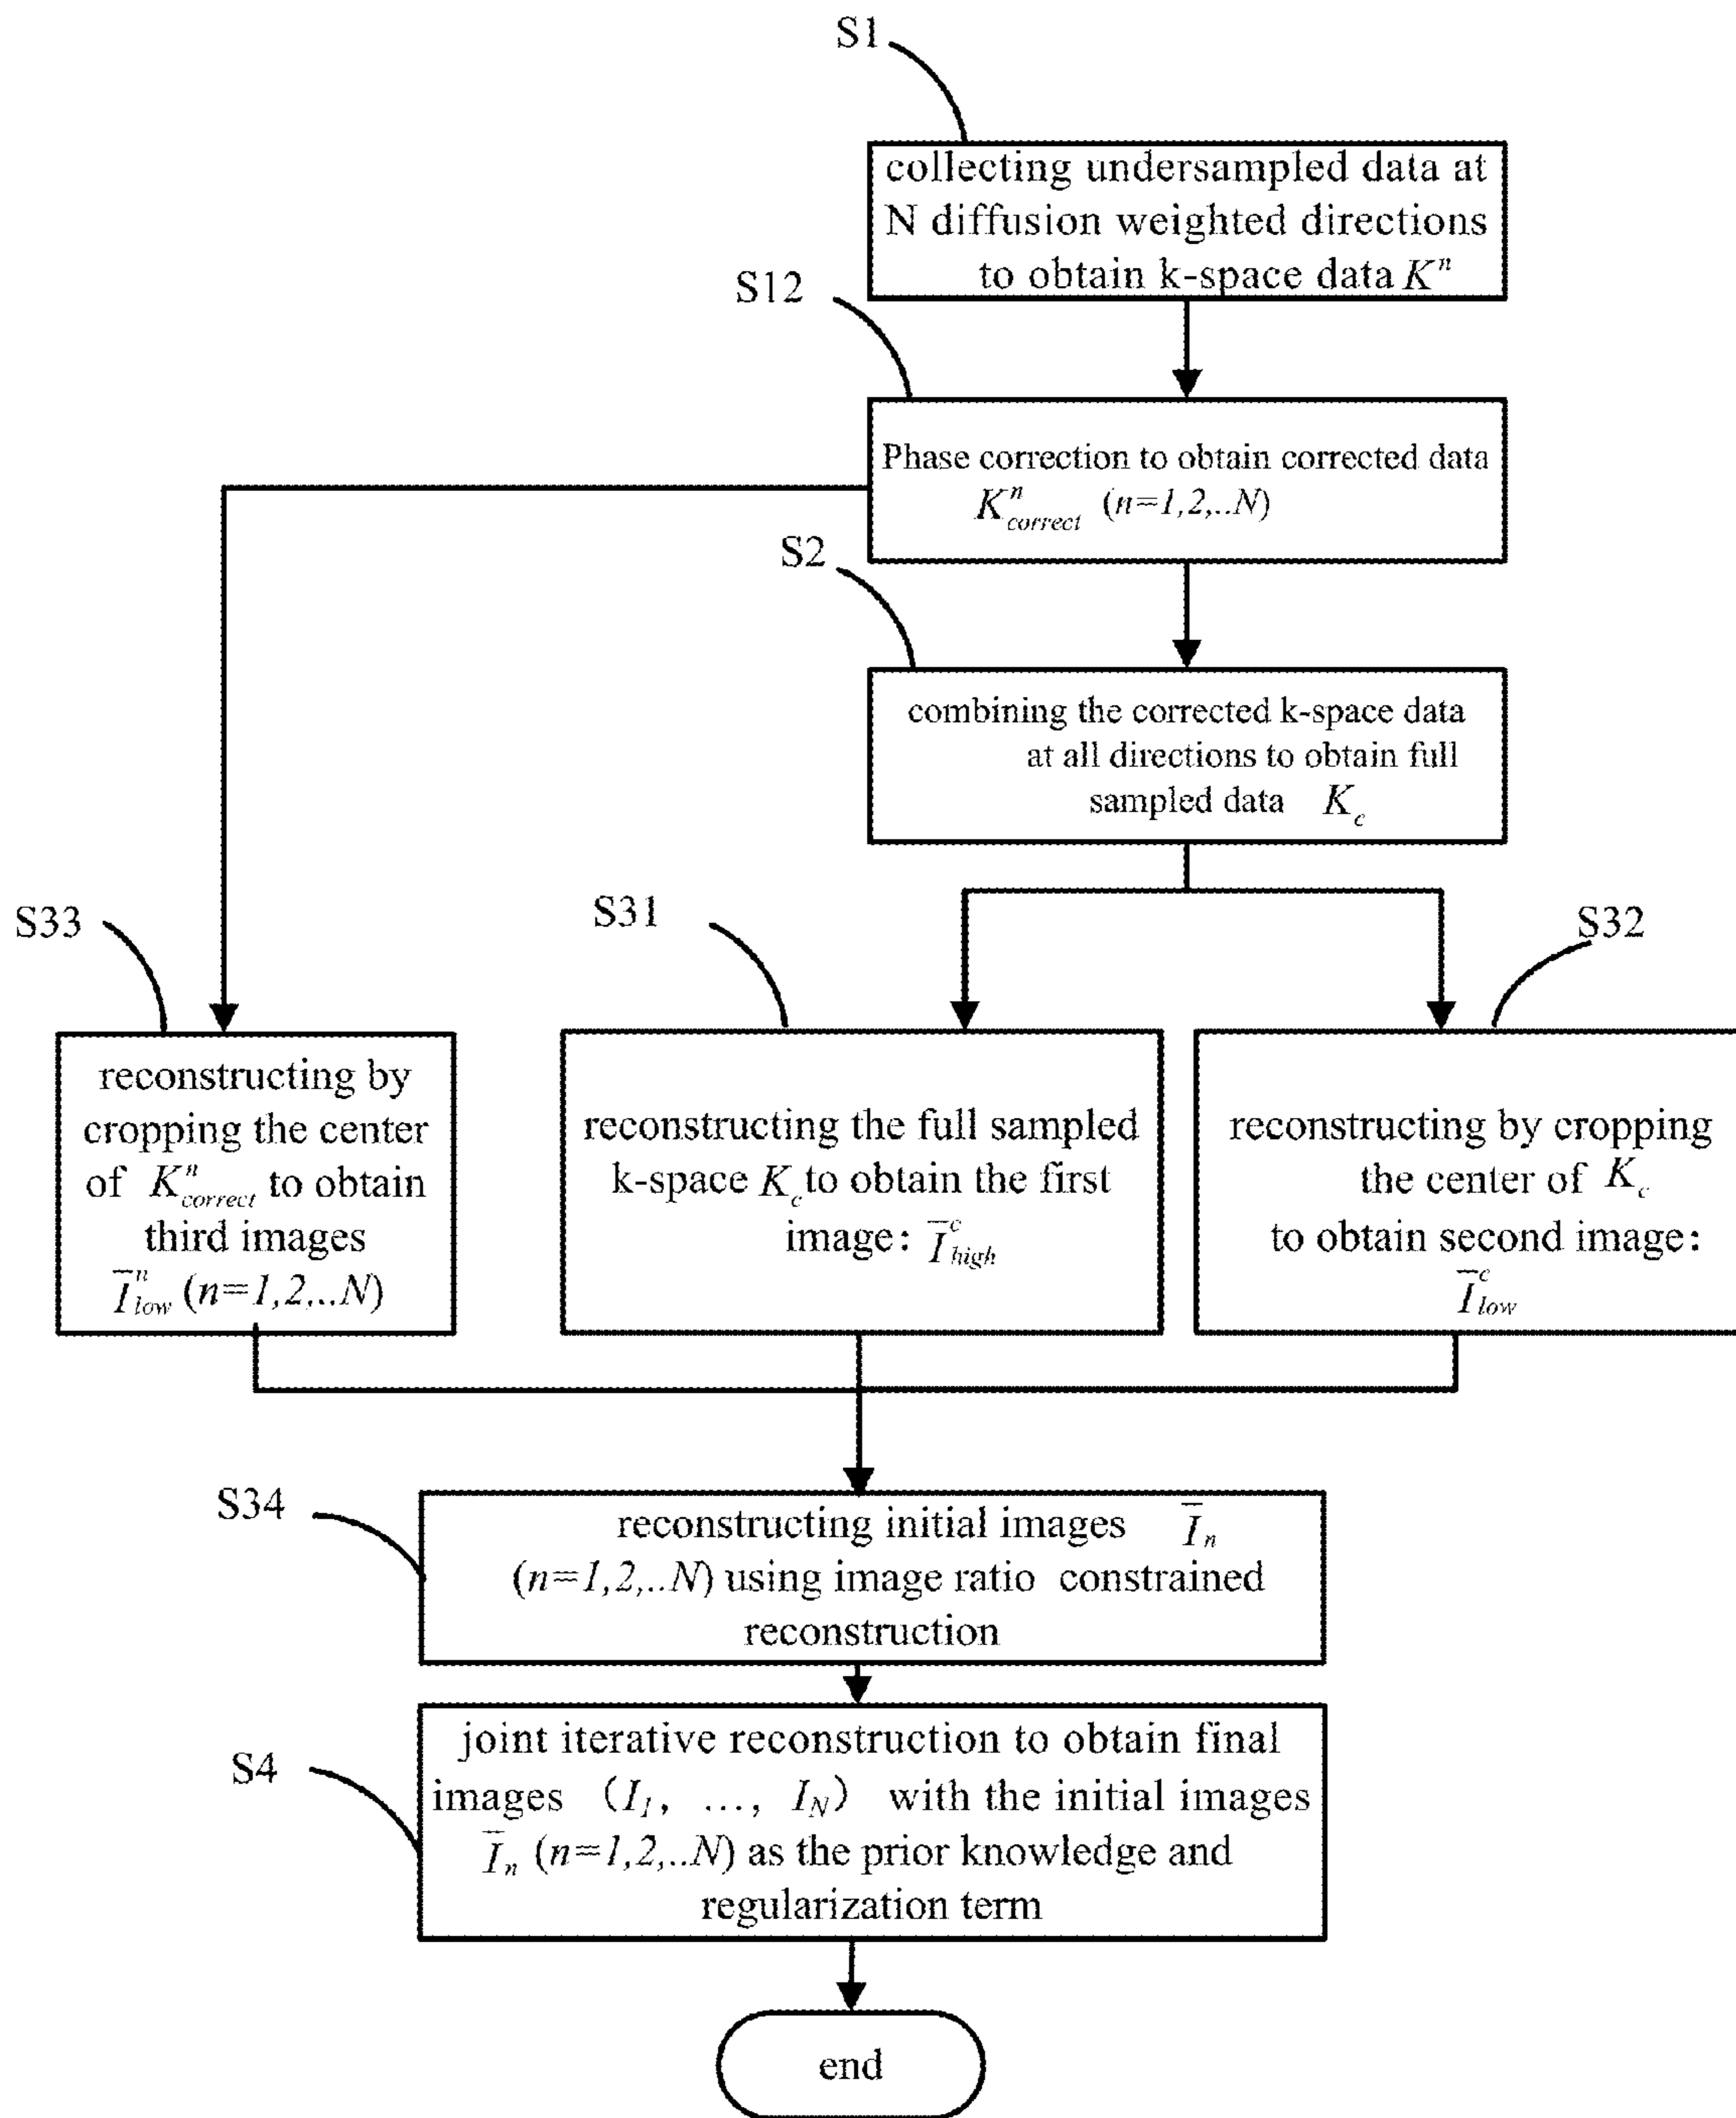 S1
collecting undersampled data at
N diffusion weighted directions
to obtain k-space data Kⁿ
S12
Phase correction to obtain corrected data
Kⁿ_correct (n=1,2,..N)
S2
combining the corrected k-space data
at all directions to obtain full
sampled data K_c
S33
reconstructing by
cropping the center
of Kⁿ_correct to obtain
third images
I̅ⁿ_low (n=1,2,..N)
S31
reconstructing the full sampled
k-space K_c to obtain the first
image: I̅ᶜ_high
S32
reconstructing by cropping
the center of K_c
to obtain second image:
I̅ᶜ_low
S34
reconstructing initial images I̅_n
(n=1,2,..N) using image ratio constrained
reconstruction
S4
joint iterative reconstruction to obtain final
images (I_1, ..., I_N) with the initial images
I̅_n (n=1,2,..N) as the prior knowledge and
regularization term
end